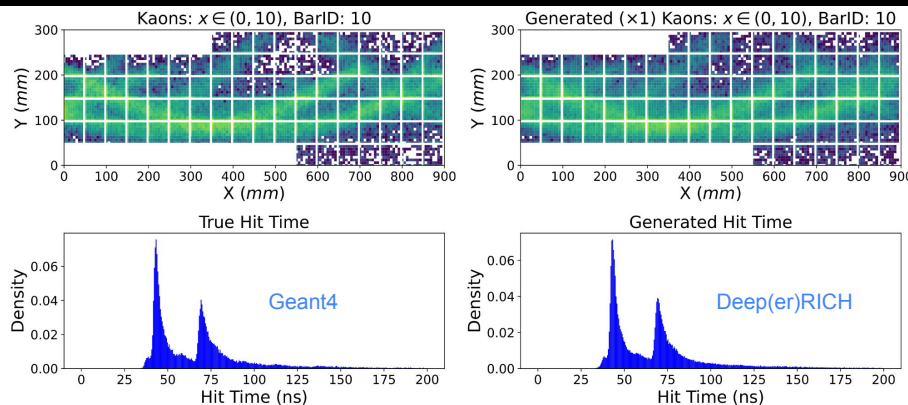 Kaons: x ∈ (0, 10), BarID: 10
300
200
100
0
Y (mm)
0 100 200 300 400 500 600 700 800 900
X (mm)
Generated (×1) Kaons: x ∈ (0, 10), BarID: 10
300
200
100
0
Y (mm)
0 100 200 300 400 500 600 700 800 900
X (mm)
True Hit Time
0.06
0.04
0.02
0.00
Density
Geant4
0 25 50 75 100 125 150 175 200
Hit Time (ns)
Generated Hit Time
0.06
0.04
0.02
0.00
Density
Deep(er)RICH
0 25 50 75 100 125 150 175 200
Hit Time (ns)